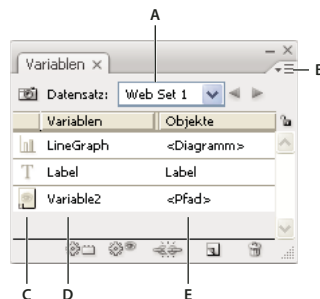 A
Variablen ×
B
Datensatz: Web Set 1
Variablen Objekte
LineGraph <Diagramm>
T Label Label
Variable2 <Pfad>
C D E